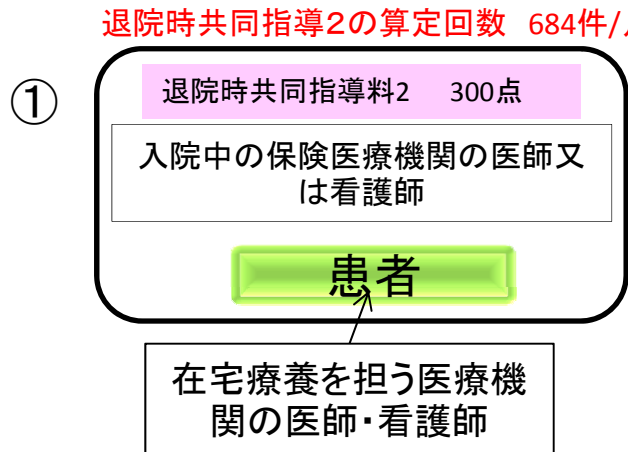 退院時共同指導2の算定回数 684件/
①
退院時共同指導料2 300点
入院中の保険医療機関の医師又
は看護師
患者
在宅療養を担う医療機
関の医師・看護師